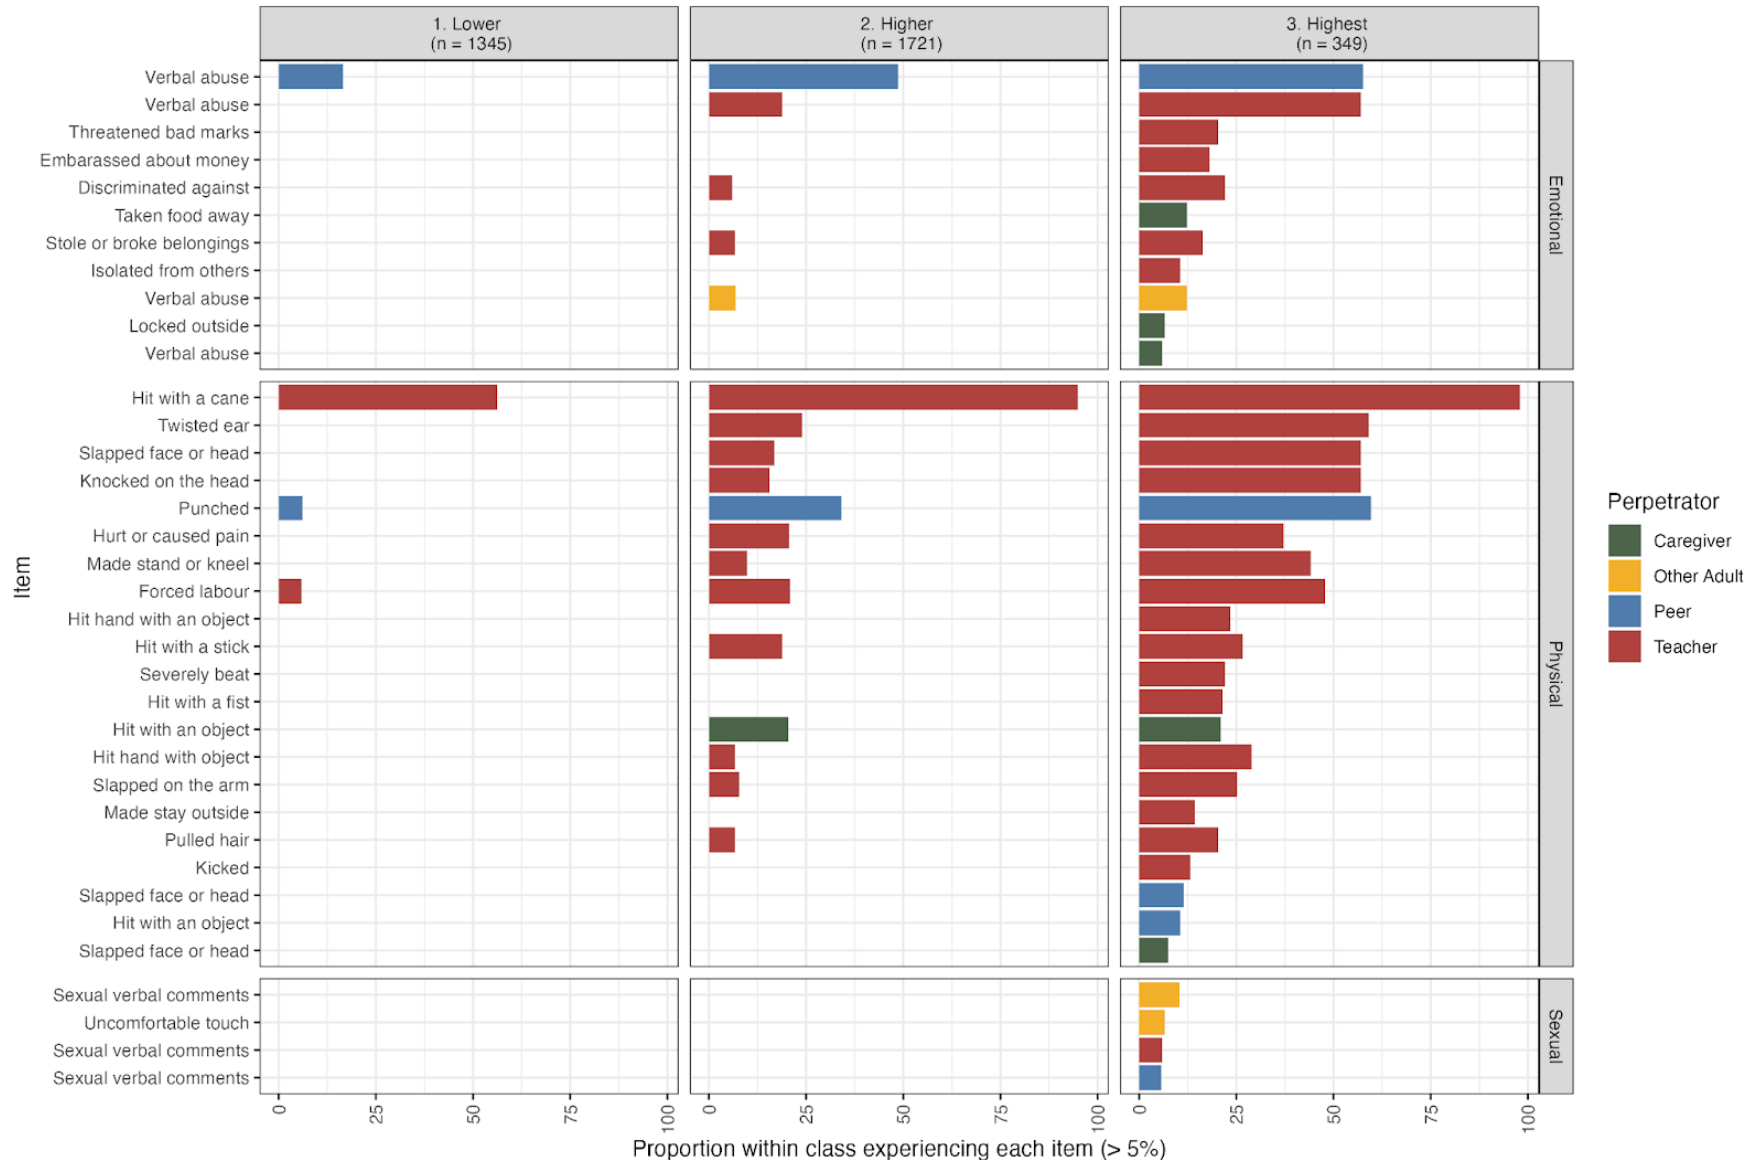 1. Lower
(n = 1345)
2. Higher
(n = 1721)
3. Highest
(n = 349)
Verbal abuse
Verbal abuse
Threatened bad marks
Embarassed about money
Discriminated against
Taken food away
Stole or broke belongings
Isolated from others
Verbal abuse
Locked outside
Verbal abuse
Emotional
Hit with a cane
Twisted ear
Slapped face or head
Knocked on the head
Punched
Hurt or caused pain
Made stand or kneel
Forced labour
Hit hand with an object
Hit with a stick
Severely beat
Hit with a fist
Hit with an object
Hit hand with object
Slapped on the arm
Made stay outside
Pulled hair
Kicked
Slapped face or head
Hit with an object
Slapped face or head
Physical
Sexual verbal comments
Uncomfortable touch
Sexual verbal comments
Sexual verbal comments
Sexual
Item
0
25
50
75
100
0
25
50
75
100
0
25
50
75
100
Proportion within class experiencing each item (> 5%)
Perpetrator
Caregiver
Other Adult
Peer
Teacher